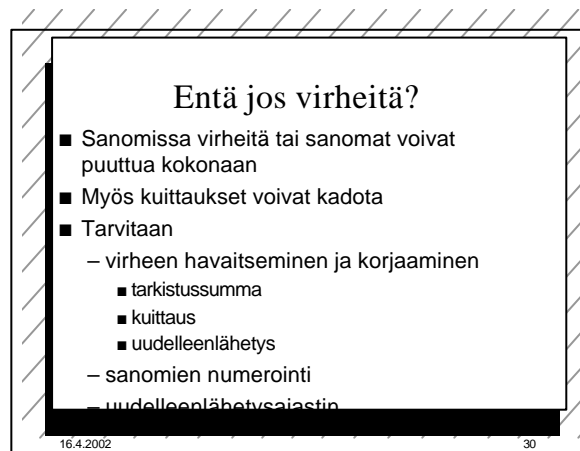 Entä jos virheitä?
■ Sanomissa virheitä tai sanomat voivat
puuttua kokonaan
■ Myös kuittaukset voivat kadota
■ Tarvitaan
– virheen havaitseminen ja korjaaminen
■ tarkistussumma
■ kuittaus
■ uudelleenlähetys
– sanomien numerointi
– uudelleenlähetysajastin
16.4.2002
30